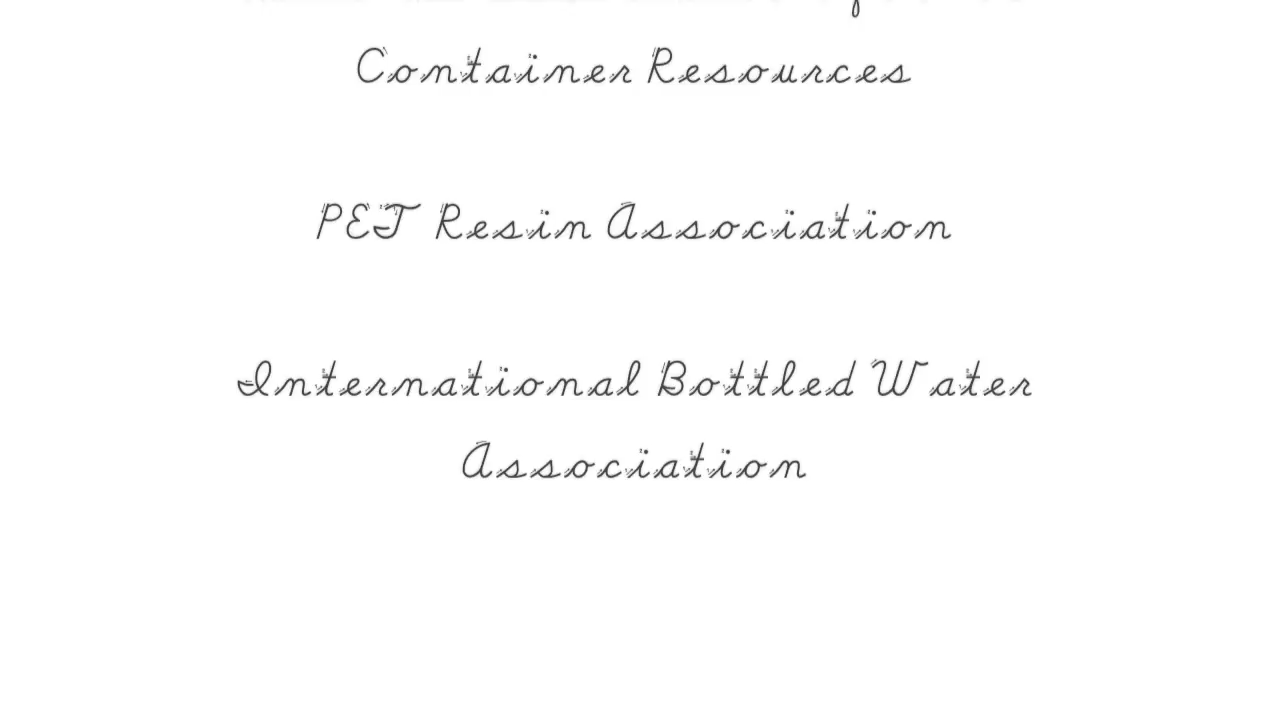 Container Resources
PET Resin Association
International Bottled Water
Association